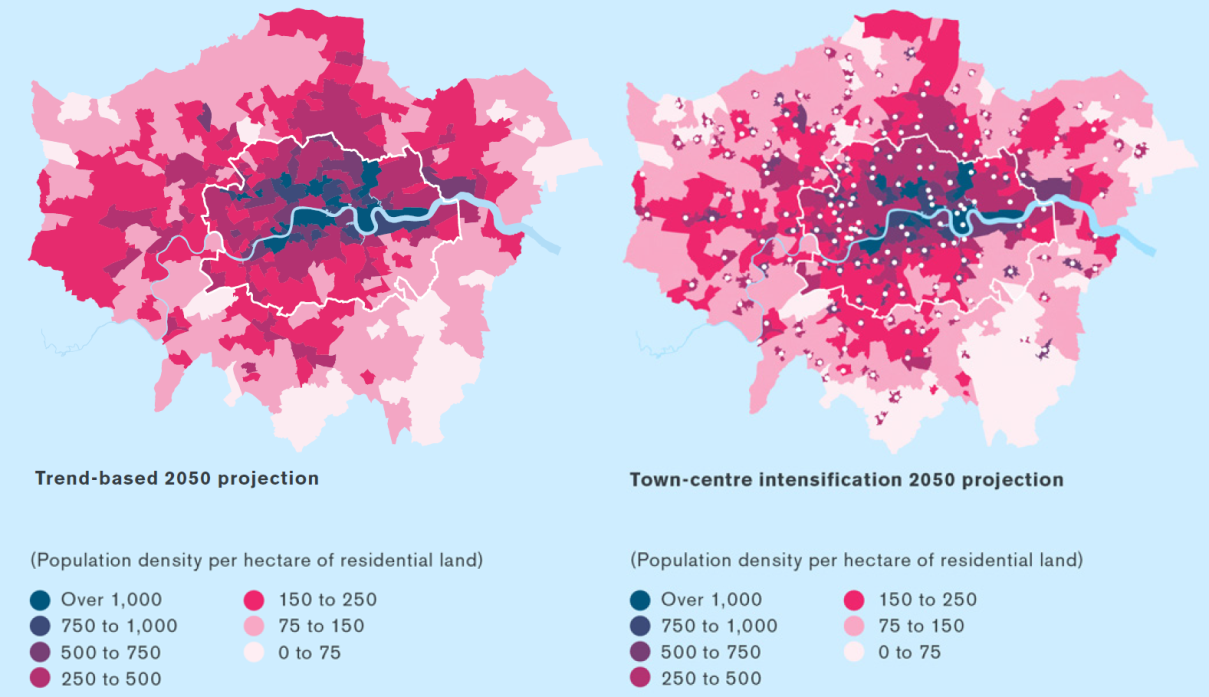 Trend-based 2050 projection
(Population density per hectare of residential land)
Over 1,000
750 to 1,000
500 to 750
250 to 500
150 to 250
75 to 150
0 to 75
Town-centre intensification 2050 projection
(Population density per hectare of residential land)
Over 1,000
750 to 1,000
500 to 750
250 to 500
150 to 250
75 to 150
0 to 75